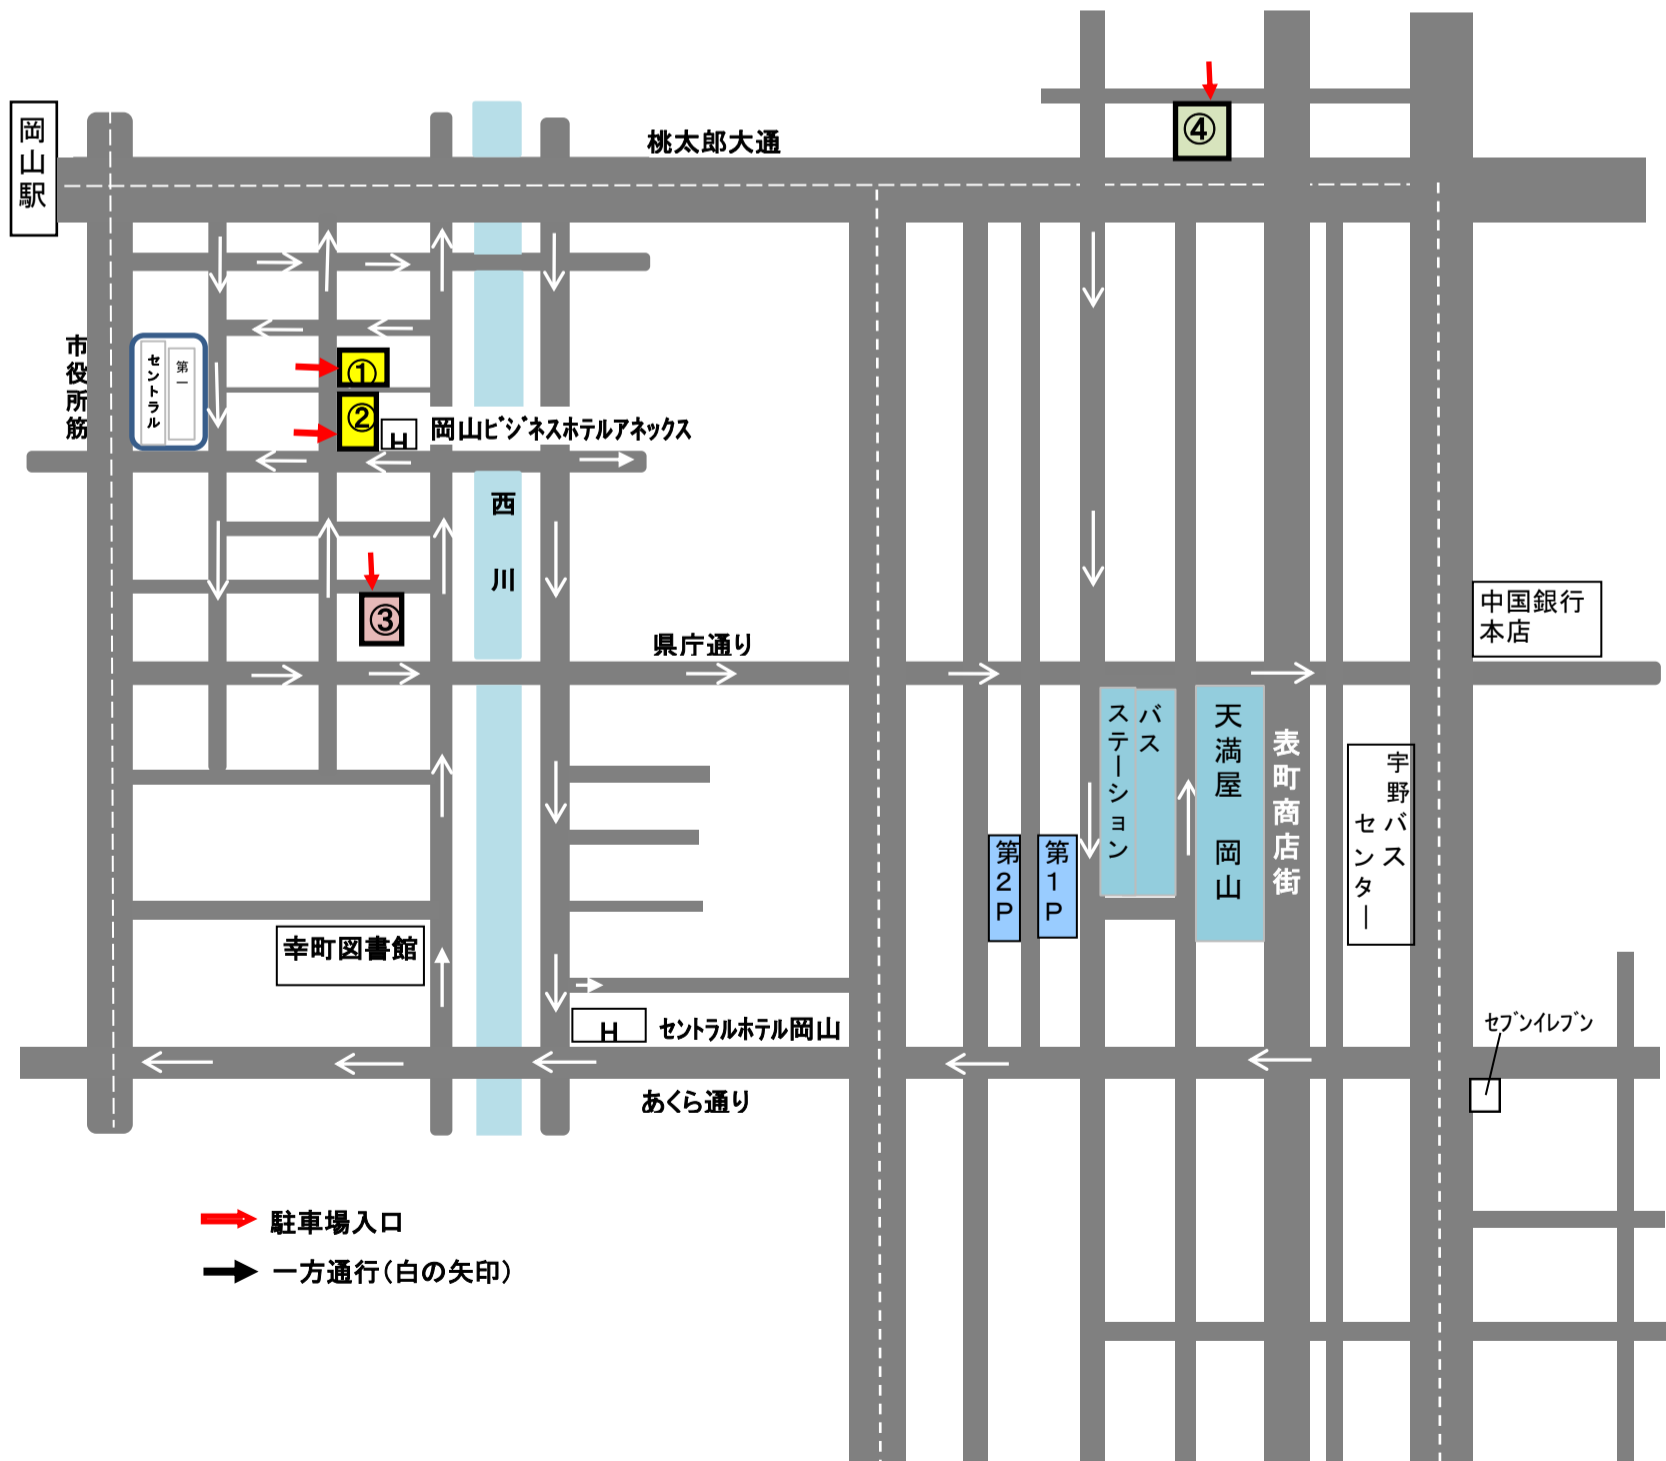 岡山駅
桃太郎大通
④
市役所筋
セントラル
第一
①
②
H
岡山ビジネスホテルアネックス
西川
③
県庁通り
中国銀行
本店
バス
ステーション
天満屋 岡山
表町商店街
宇野バス
センター
第2P
第1P
幸町図書館
H
セントラルホテル岡山
セブンイレブン
あくら通り
駐車場入口
一方通行(白の矢印)